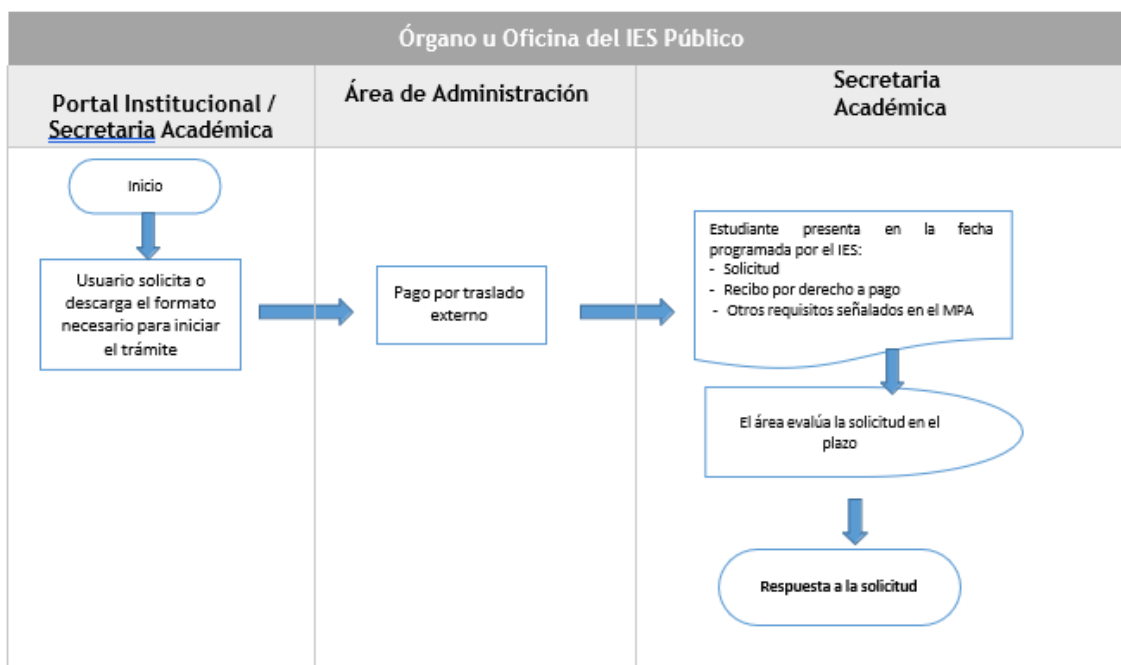 Órgano u Oficina del IES Público
Portal Institucional /
Secretaria Académica
Área de Administración
Secretaria
Académica
Inicio
Usuario solicita o
descarga el formato
necesario para iniciar
el trámite
Pago por traslado
externo
Estudiante presenta en la fecha
programada por el IES:
- Solicitud
- Recibo por derecho a pago
- Otros requisitos señalados en el MPA
El área evalúa la solicitud en el
plazo
Respuesta a la solicitud